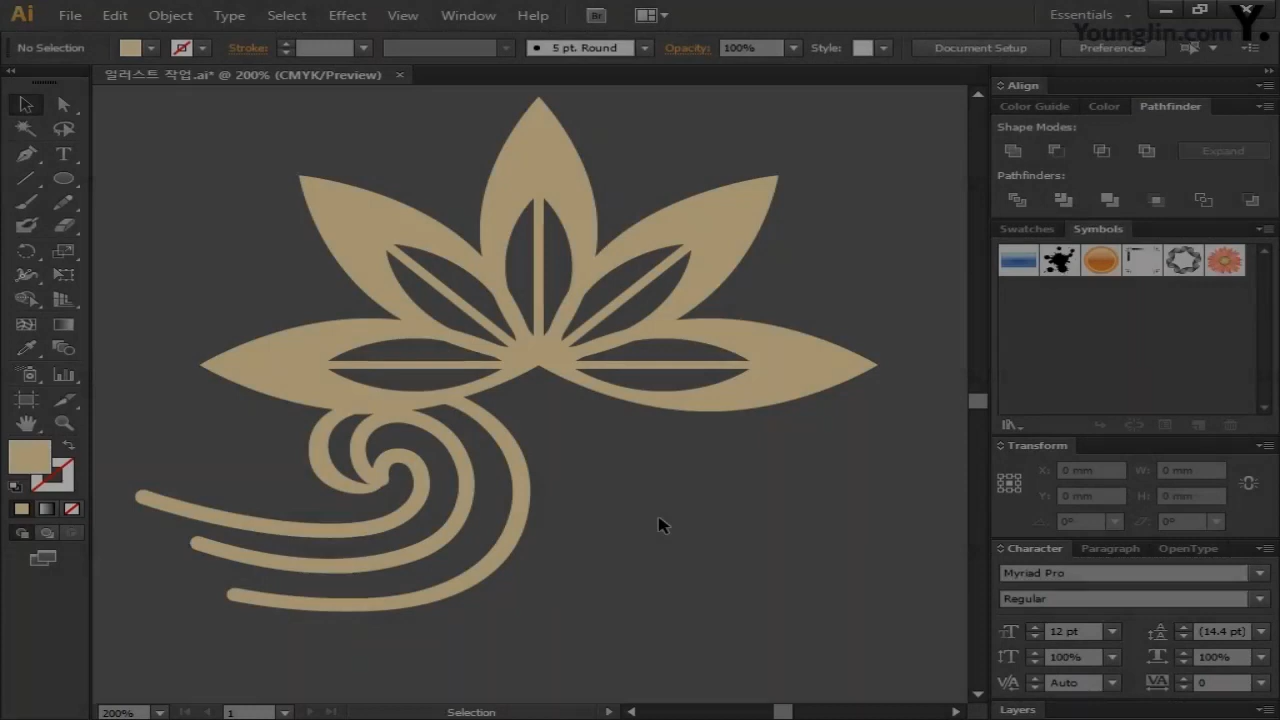 Ai File Edit Object Type Select Effect View Window Help Br Essentials
Y.
YoungJin.com
No Selection Stroke: 5 pt. Round Opacity: 100% Style: Document Setup Preferences
일러스트 작업.ai* @ 200% (CMYK/Preview) ×
Align
Color Guide Color Pathfinder
Shape Modes:
Expand
Pathfinders:
Swatches Symbols
Transform
X: 0 mm W: 0 mm
Y: 0 mm H: 0 mm
0° 0°
Character Paragraph OpenType
Myriad Pro
Regular
12 pt (14.4 pt)
100% 100%
Auto 0
Layers
200% 1 Selection